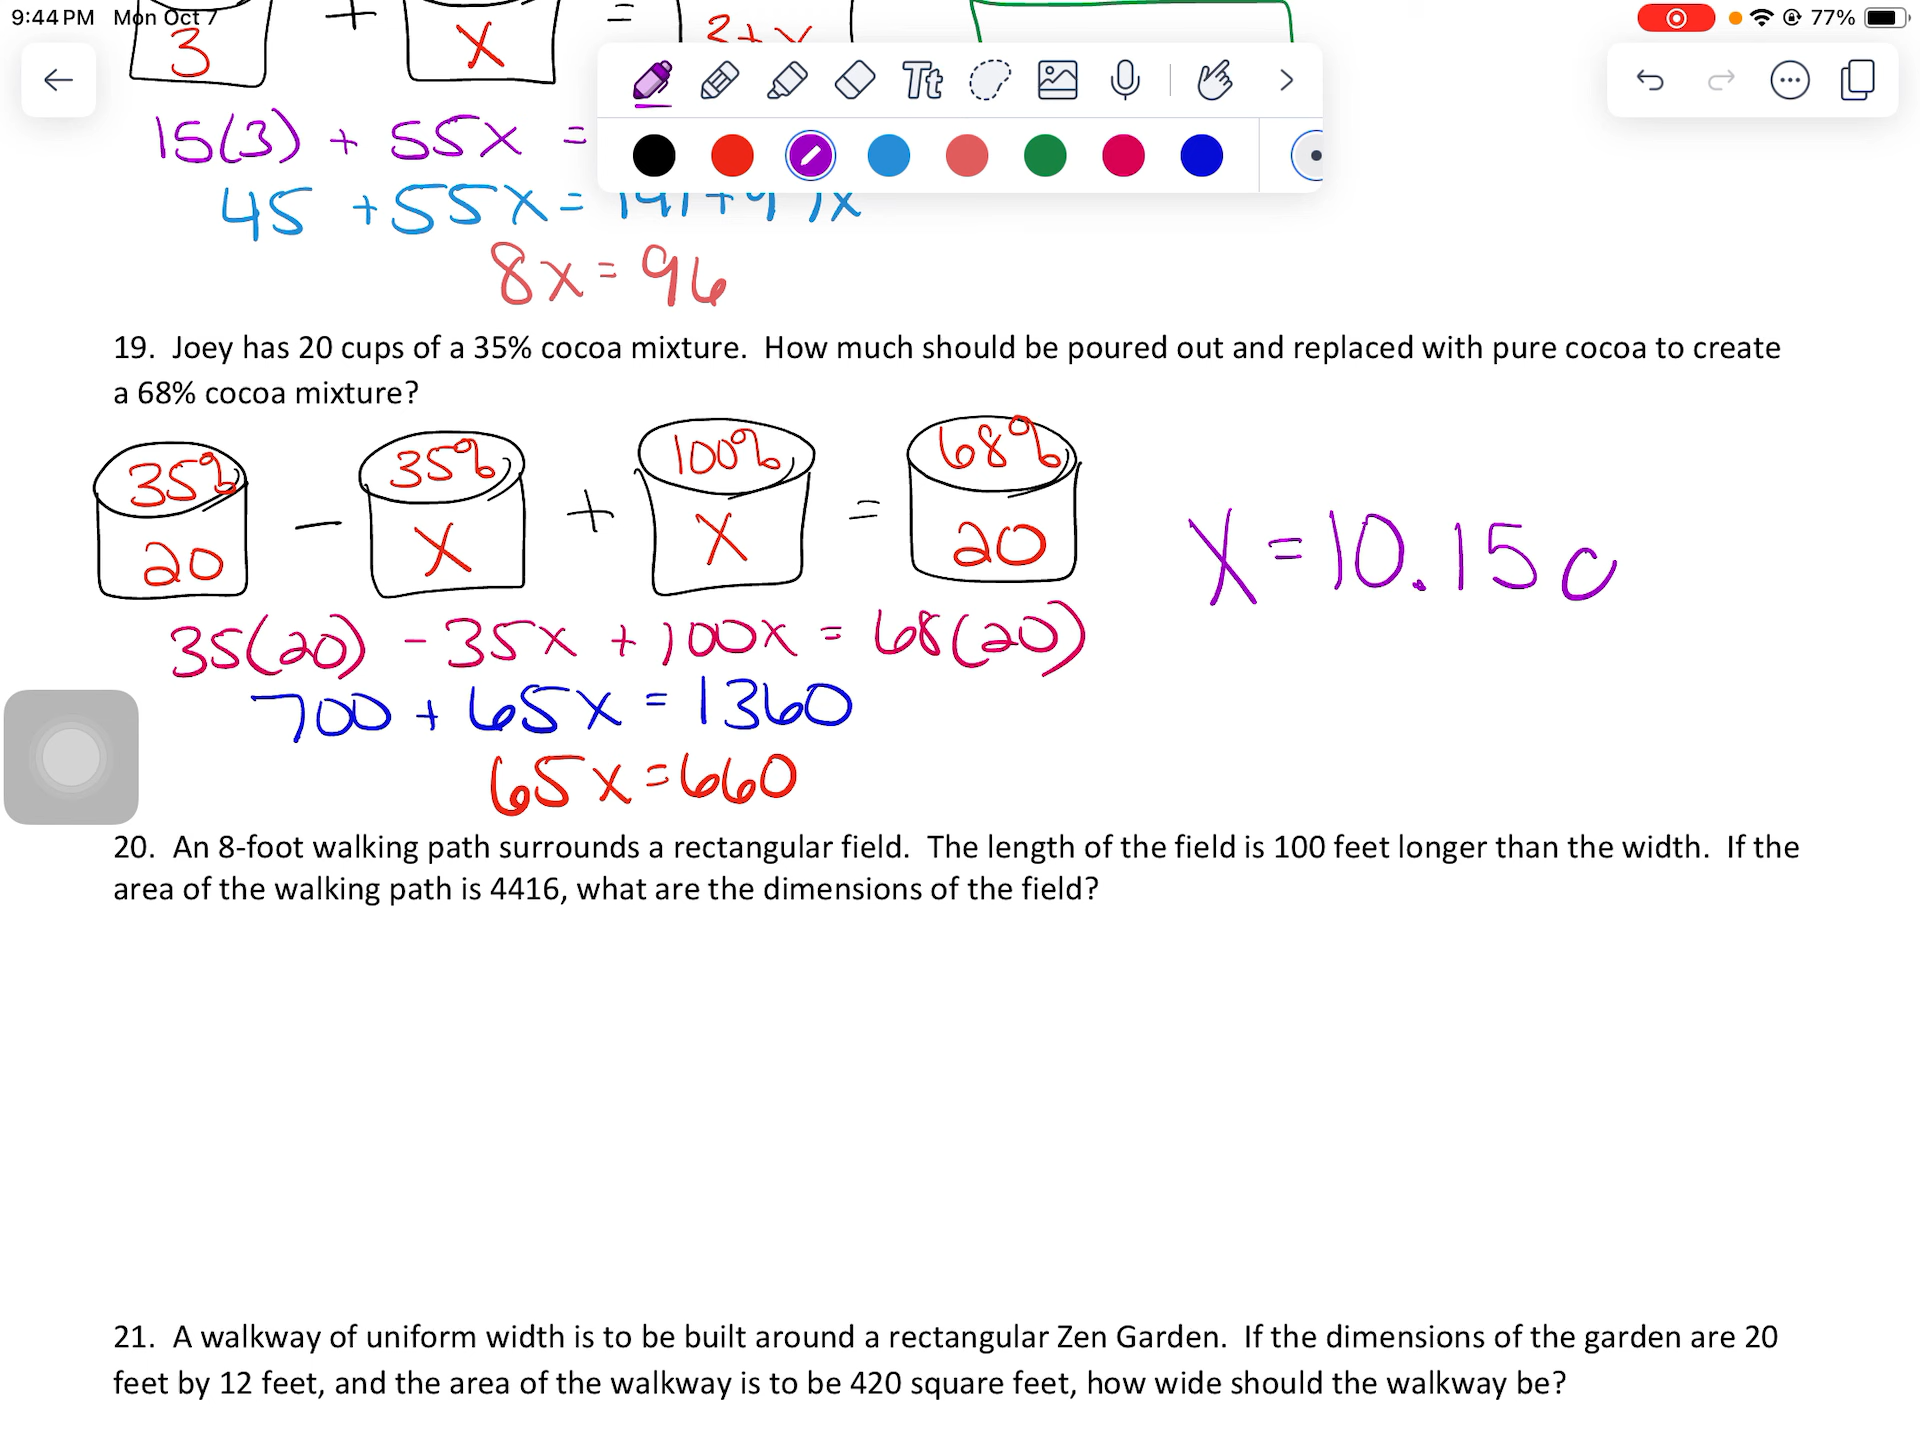 9:44 PM Mon Oct 7
77%
3 + X = 3+x
Tt
15(3) + 55x =
45 +55x= 141+47x
8x=96
19. Joey has 20 cups of a 35% cocoa mixture. How much should be poured out and replaced with pure cocoa to create
a 68% cocoa mixture?
35% 35% 100% 68%
20 - X + X = 20
X=10.15c
35(20) -35x +100x = 68(20)
700 + 65x = 1360
65x=660
20. An 8-foot walking path surrounds a rectangular field. The length of the field is 100 feet longer than the width. If the
area of the walking path is 4416, what are the dimensions of the field?
21. A walkway of uniform width is to be built around a rectangular Zen Garden. If the dimensions of the garden are 20
feet by 12 feet, and the area of the walkway is to be 420 square feet, how wide should the walkway be?